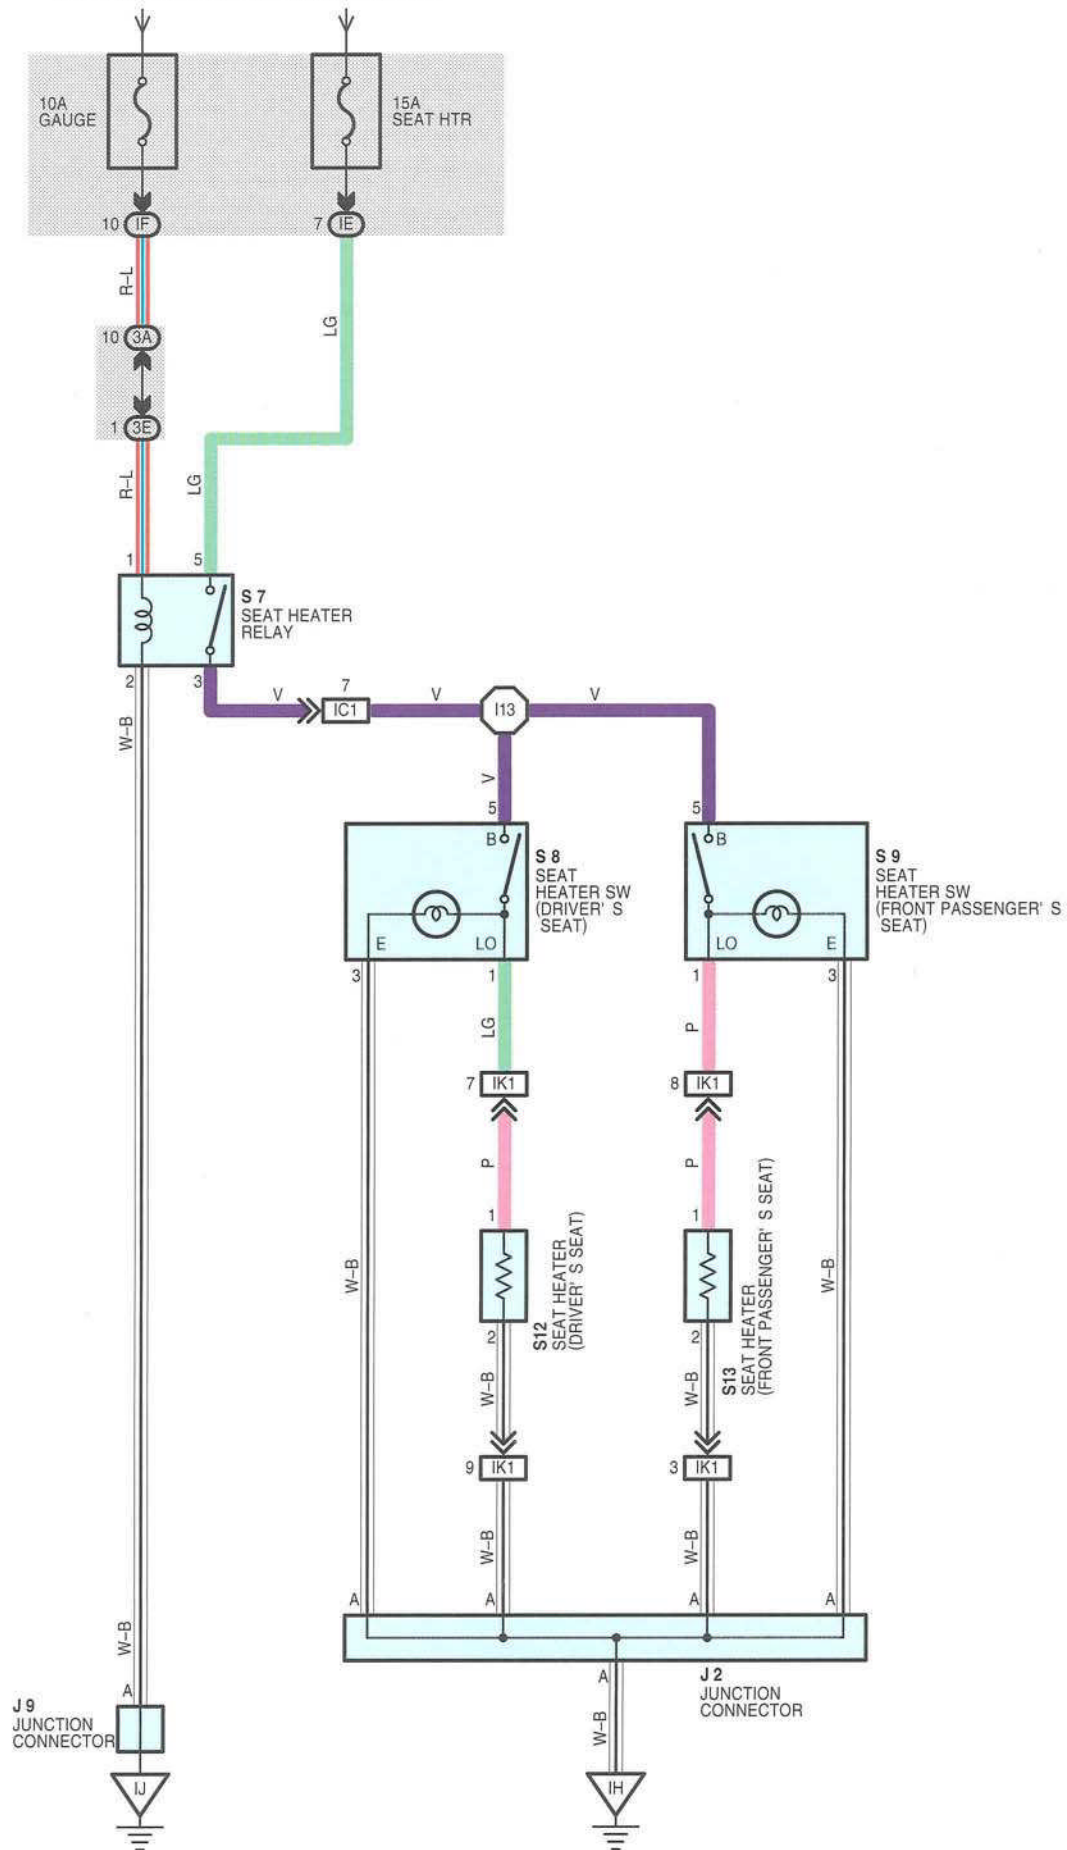 10A
GAUGE
15A
SEAT HTR
10 IF
7 IE
R–L
LG
10 3A
1 3E
R–L
LG
1
5
S 7
SEAT HEATER
RELAY
2
3
V
7
IC1
V
I13
V
W–B
V
5
5
B
B
S 8
SEAT
HEATER SW
(DRIVER' S
SEAT)
S 9
SEAT
HEATER SW
(FRONT PASSENGER' S
SEAT)
E
LO
LO
E
3
1
1
3
LG
P
7 IK1
8 IK1
P
P
1
1
W–B
S12
SEAT HEATER
(DRIVER' S SEAT)
S13
SEAT HEATER
(FRONT PASSENGER' S SEAT)
W–B
2
2
W–B
W–B
9 IK1
3 IK1
W–B
W–B
A
A
A
A
W–B
A
J 2
JUNCTION
CONNECTOR
A
W–B
J 9
JUNCTION
CONNECTOR
IJ
IH